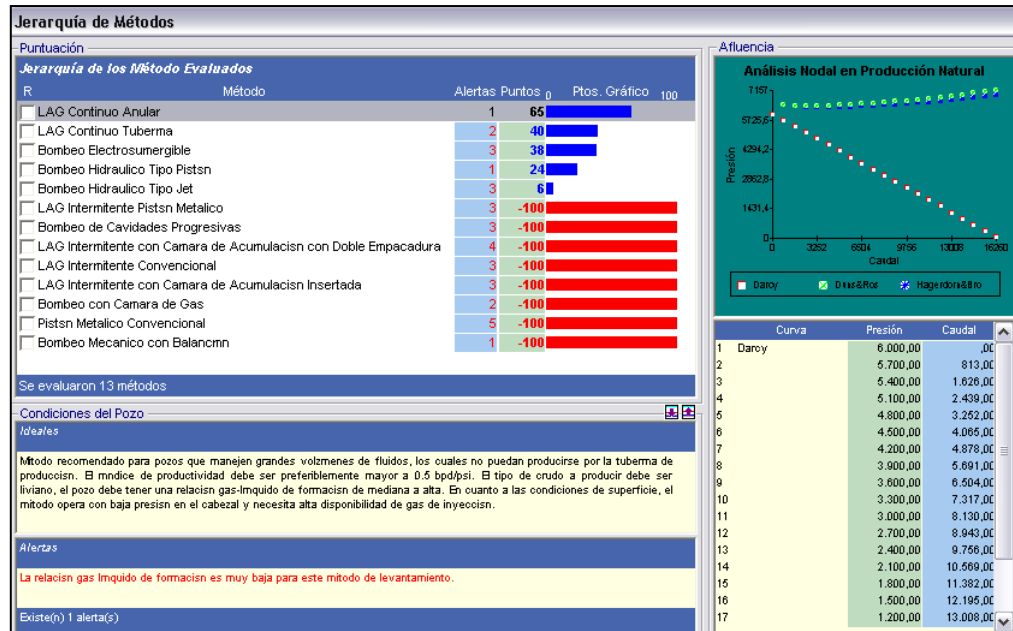 Jerarquía de Métodos
Puntuación
Jerarquía de los Método Evaluados
R Método Alertas Puntos 0 Ptos. Gráfico 100
LAG Continuo Anular 1 65
LAG Continuo Tuberma 2 40
Bombeo Electrosumergible 3 38
Bombeo Hidraulico Tipo Pistsn 1 24
Bombeo Hidraulico Tipo Jet 3 6
LAG Intermitente Pistsn Metalico 3 -100
Bombeo de Cavidades Progresivas 3 -100
LAG Intermitente con Camara de Acumulacisn con Doble Empacadura 4 -100
LAG Intermitente Convencional 3 -100
LAG Intermitente con Camara de Acumulacisn Insertada 3 -100
Bombeo con Camara de Gas 2 -100
Pistsn Metalico Convencional 5 -100
Bombeo Mecanico con Balancmn 1 -100
Se evaluaron 13 métodos
Condiciones del Pozo
Ideales
Mitodo recomendado para pozos que manejen grandes volzmenes de fluidos, los cuales no puedan producirse por la tuberma de
produccisn. El mndice de productividad debe ser preferiblemente mayor a 0.5 bpd/psi. El tipo de crudo a producir debe ser
liviano, el pozo debe tener una relacisn gas-lmquido de formacisn de mediana a alta. En cuanto a las condiciones de superficie, el
mitodo opera con baja presisn en el cabezal y necesita alta disponibilidad de gas de inyeccisn.
Alertas
La relacisn gas lmquido de formacisn es muy baja para este mitodo de levantamiento.
Existe(n) 1 alerta(s)
Afluencia
Análisis Nodal en Producción Natural
Presión
7157
5725,6
4294,2
2862,8
1431,4
0
0 3252 6504 9756 13008 16260
Caudal
Darcy Duns&Ros Hagerdorn&Bro
Curva Presión Caudal
1 Darcy 6.000,00 ,00
2 5.700,00 813,00
3 5.400,00 1.626,00
4 5.100,00 2.439,00
5 4.800,00 3.252,00
6 4.500,00 4.065,00
7 4.200,00 4.878,00
8 3.900,00 5.691,00
9 3.600,00 6.504,00
10 3.300,00 7.317,00
11 3.000,00 8.130,00
12 2.700,00 8.943,00
13 2.400,00 9.756,00
14 2.100,00 10.569,00
15 1.800,00 11.382,00
16 1.500,00 12.195,00
17 1.200,00 13.008,00